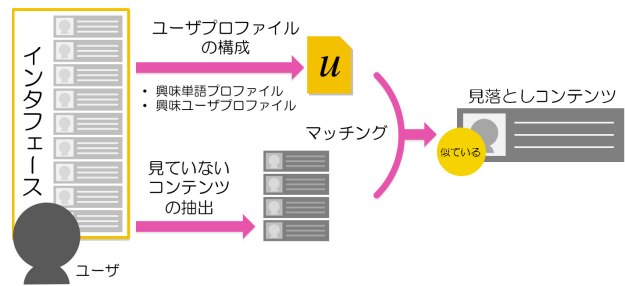 インタフェース
ユーザ
ユーザプロファイル
の構成
• 興味単語プロファイル
• 興味ユーザプロファイル
u
見ていない
コンテンツ
の抽出
マッチング
見落としコンテンツ
似ている